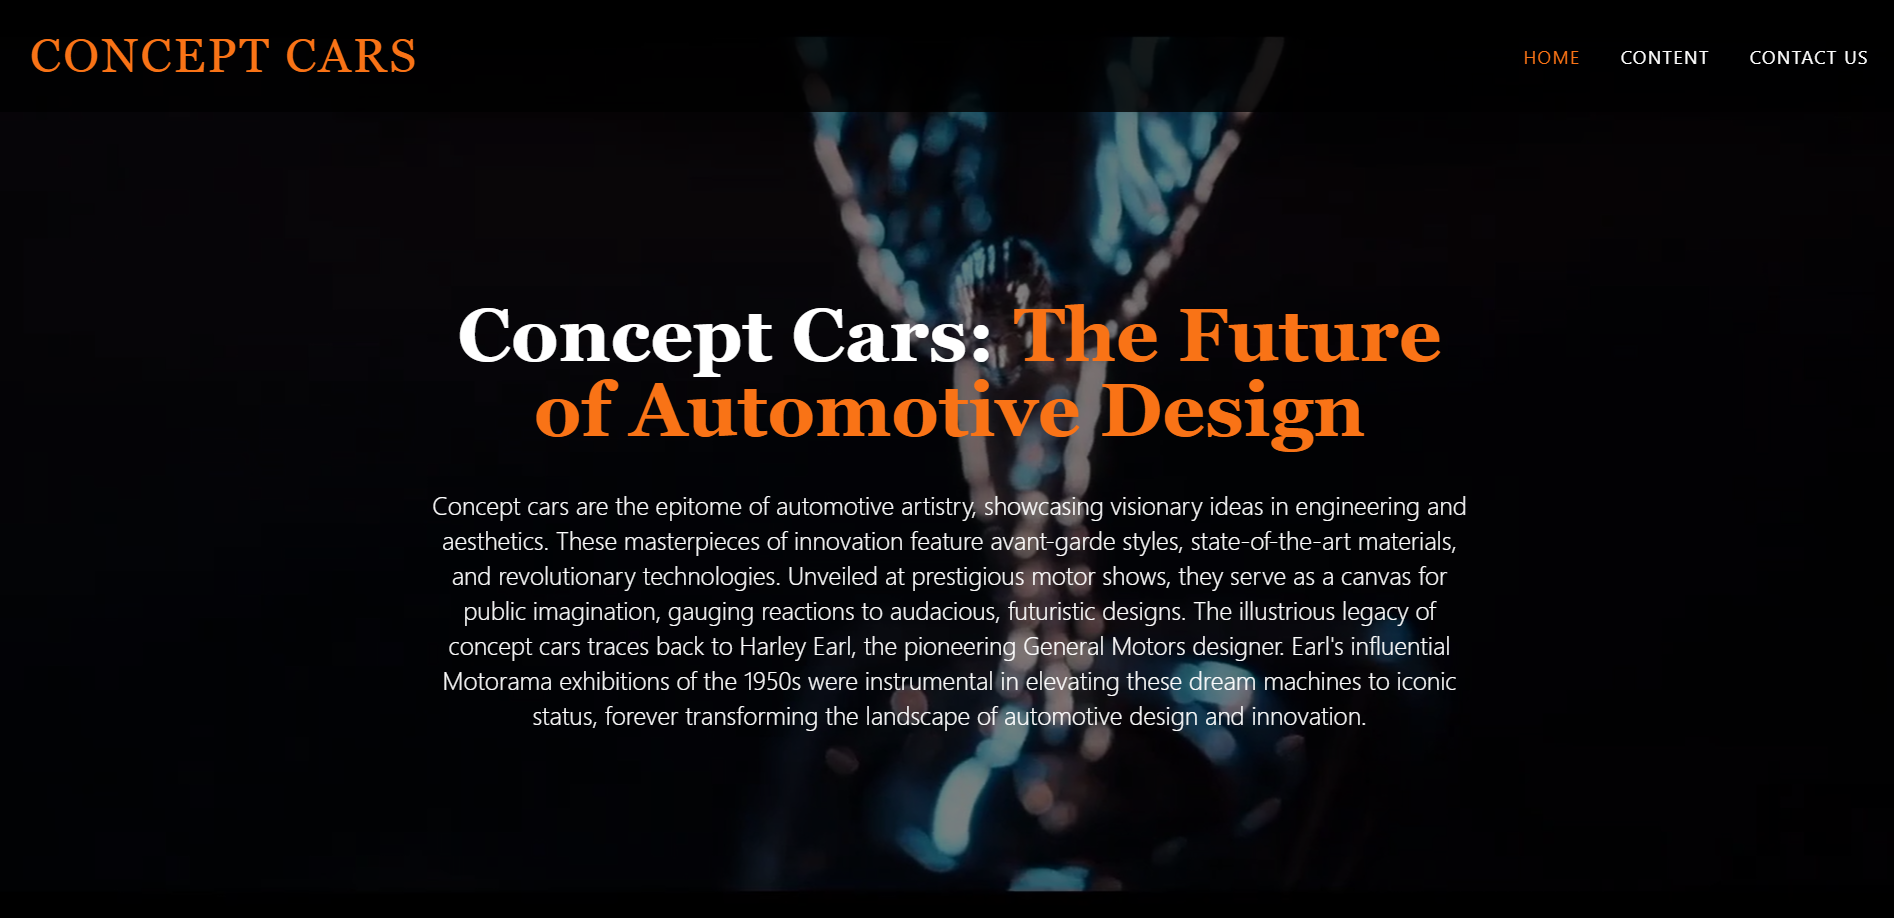 CONCEPT CARS
HOME CONTENT CONTACT US
Concept Cars: The Future
of Automotive Design
Concept cars are the epitome of automotive artistry, showcasing visionary ideas in engineering and
aesthetics. These masterpieces of innovation feature avant-garde styles, state-of-the-art materials,
and revolutionary technologies. Unveiled at prestigious motor shows, they serve as a canvas for
public imagination, gauging reactions to audacious, futuristic designs. The illustrious legacy of
concept cars traces back to Harley Earl, the pioneering General Motors designer. Earl's influential
Motorama exhibitions of the 1950s were instrumental in elevating these dream machines to iconic
status, forever transforming the landscape of automotive design and innovation.